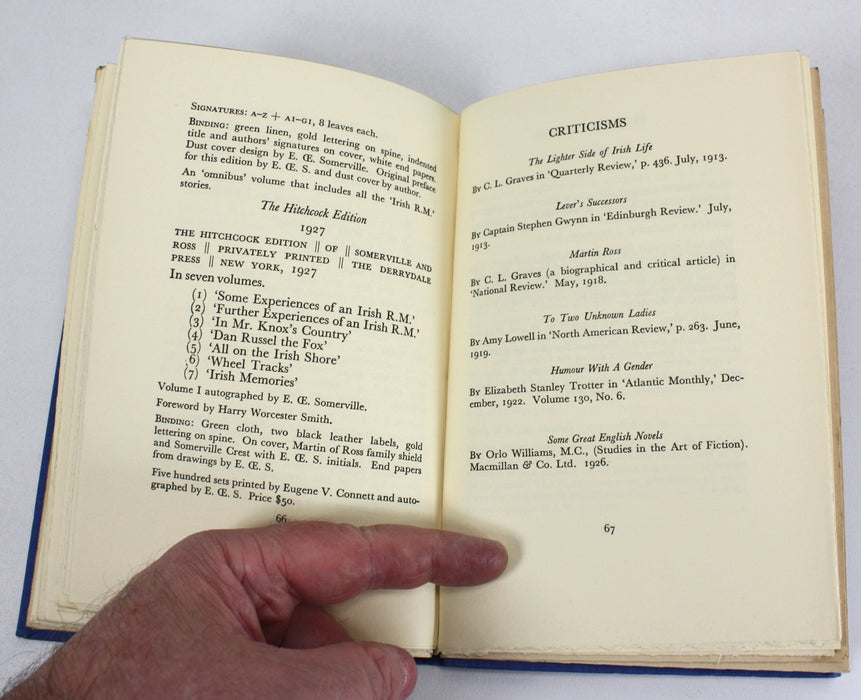 SIGNATURES: A–Z + A1–G1, 8 leaves each.
BINDING: green linen, gold lettering on spine, indented
title and authors' signatures on cover, white end papers.
Dust cover design by E. Œ. Somerville. Original preface
for this edition by E. Œ. S. and dust cover by author.
An 'omnibus' volume that includes all the 'Irish R.M.'
stories.
The Hitchcock Edition
1927
THE HITCHCOCK EDITION || OF || SOMERVILLE AND
ROSS || PRIVATELY PRINTED || THE DERRYDALE
PRESS || NEW YORK, 1927
In seven volumes.
(1) 'Some Experiences of an Irish R.M.'
(2) 'Further Experiences of an Irish R.M.'
(3) 'In Mr. Knox's Country'
(4) 'Dan Russel the Fox'
(5) 'All on the Irish Shore'
(6) 'Wheel Tracks'
(7) 'Irish Memories'
Volume I autographed by E. Œ. Somerville.
Foreword by Harry Worcester Smith.
BINDING: Green cloth, two black leather labels, gold
lettering on spine. On cover, Martin of Ross family shield
and Somerville Crest with E. Œ. S. initials. End papers
from drawings by E. Œ. S.
Five hundred sets printed by Eugene V. Connett and auto-
graphed by E. Œ. S. Price $50.
66
CRITICISMS
The Lighter Side of Irish Life
By C. L. Graves in 'Quarterly Review,' p. 436. July, 1913.
Lever's Successors
By Captain Stephen Gwynn in 'Edinburgh Review.' July,
1913.
Martin Ross
By C. L. Graves (a biographical and critical article) in
'National Review.' May, 1918.
To Two Unknown Ladies
By Amy Lowell in 'North American Review,' p. 263. June,
1919.
Humour With A Gender
By Elizabeth Stanley Trotter in 'Atlantic Monthly,' Dec-
ember, 1922. Volume 130, No. 6.
Some Great English Novels
By Orlo Williams, M.C., (Studies in the Art of Fiction).
Macmillan & Co. Ltd. 1926.
67